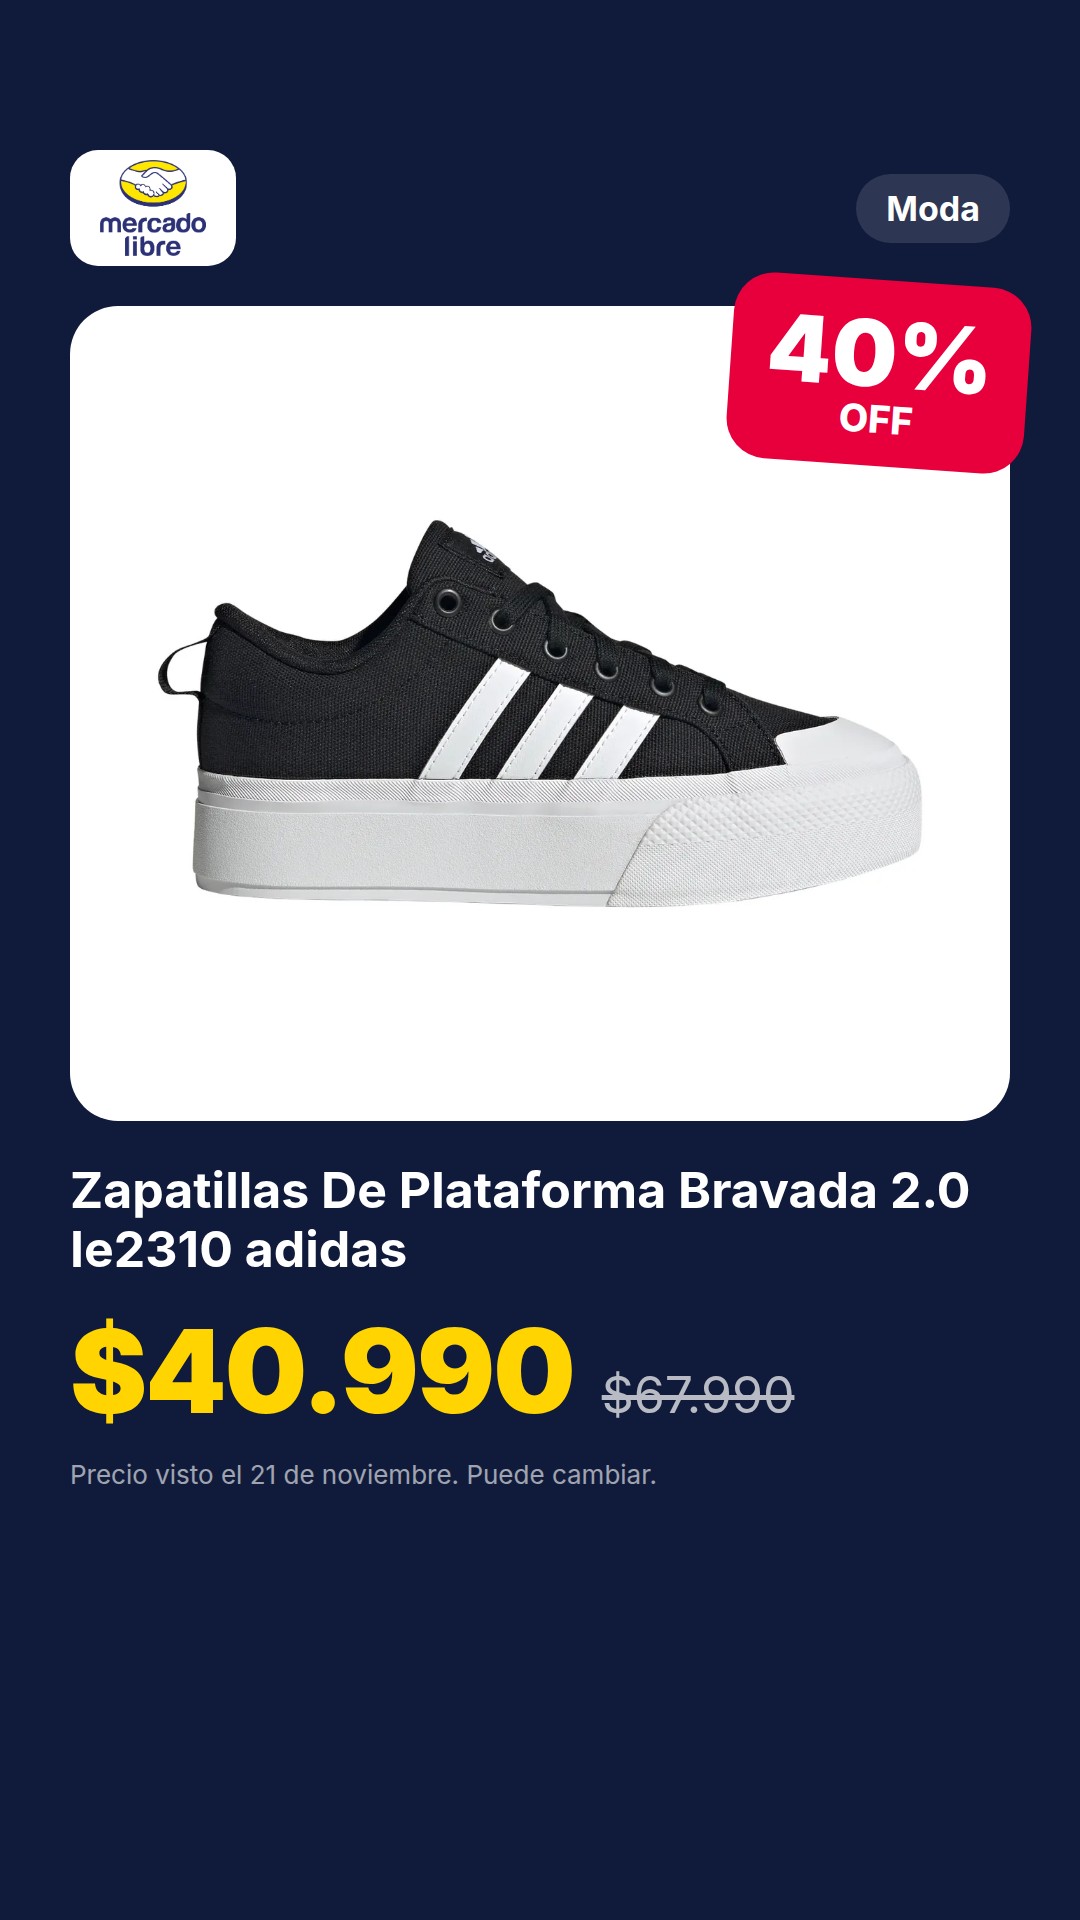 mercado
libre
Moda
40%
OFF
Zapatillas De Plataforma Bravada 2.0
Ie2310 adidas
$40.990 $67.990
Precio visto el 21 de noviembre. Puede cambiar.